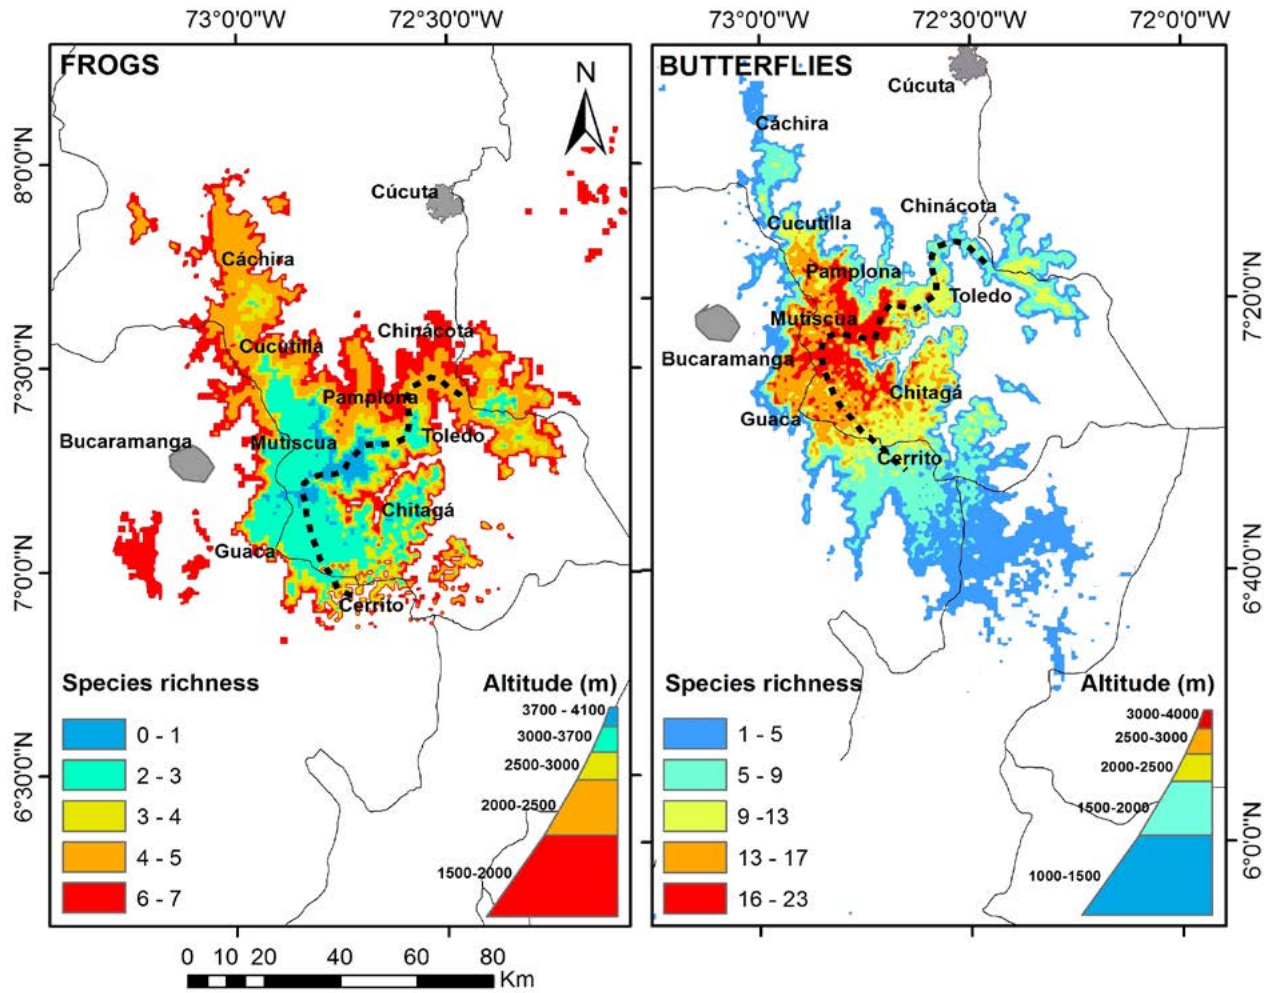 73°0'0"W
72°30'0"W
73°0'0"W
72°30'0"W
72°0'0"W
8°0'0"N
7°30'0"N
7°0'0"N
6°30'0"N
FROGS
N
Cúcuta
Cáchira
Chinácota
Cucutilla
Pamplona
Bucaramanga
Mutiscua
Toledo
Chitagá
Guaca
Cerrito
Species richness
0 - 1
2 - 3
3 - 4
4 - 5
6 - 7
Altitude (m)
3700 - 4100
3000-3700
2500-3000
2000-2500
1500-2000
BUTTERFLIES
Cúcuta
Cáchira
Chinácota
Cucutilla
Pamplona
Toledo
Mutiscua
Bucaramanga
Chitagá
Guaca
Cerrito
Species richness
1 - 5
5 - 9
9 -13
13 - 17
16 - 23
Altitude (m)
3000-4000
2500-3000
2000-2500
1500-2000
1000-1500
7°20'0"N
6°40'0"N
6°0'0"N
0 10 20 40 60 80
Km